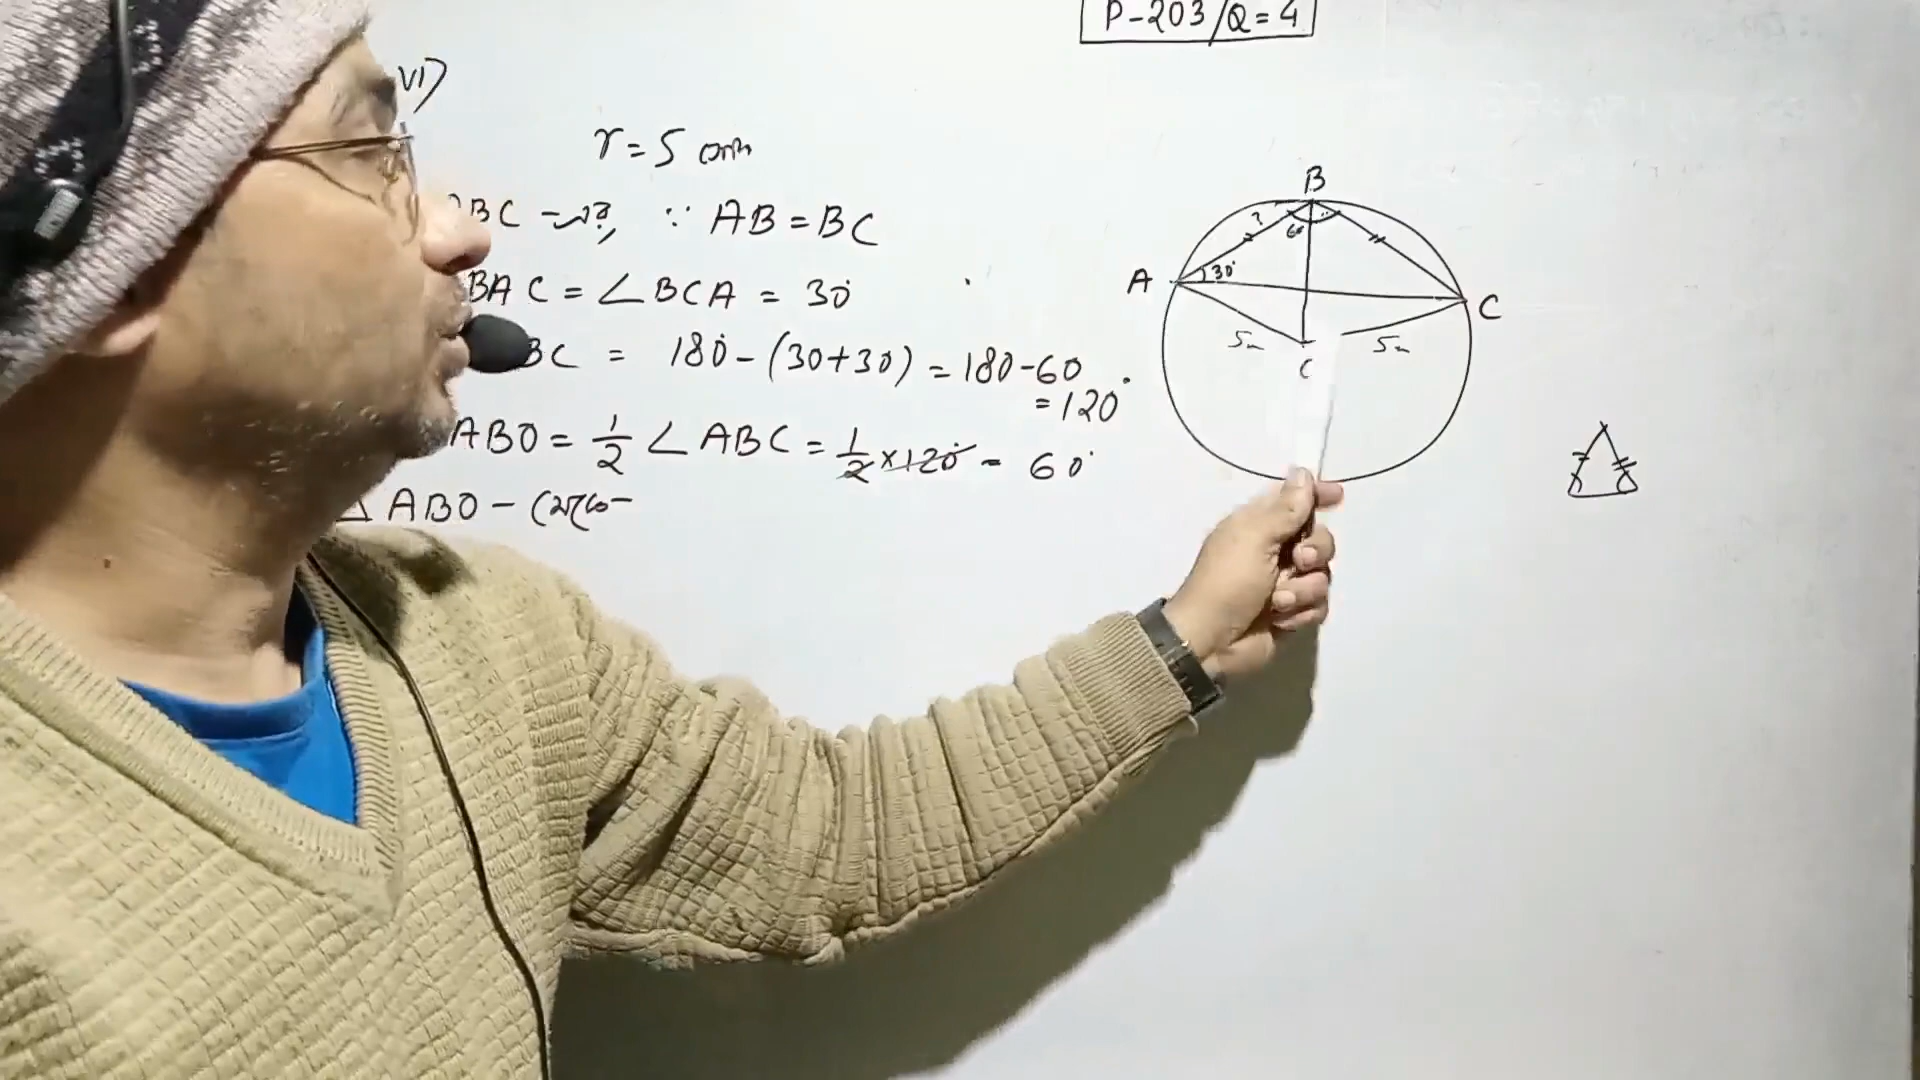 P-203/Q=4
VI)
r = 5 cm
BC - ?, ∵ AB = BC
BAC = ∠BCA = 30°
BC = 180° - (30+30) = 180-60
= 120°
ABO = 1/2 ∠ABC = 1/2 × 120° = 60°
△ ABO -
B
?
60
A
30°
C
5
5
C